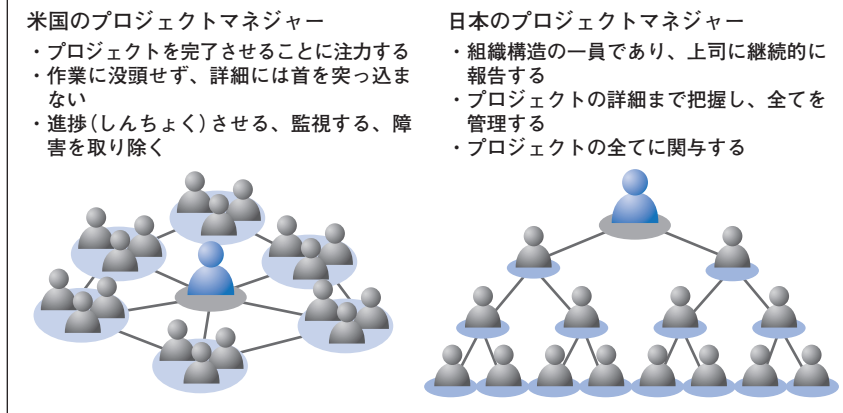 米国のプロジェクトマネジャー
・プロジェクトを完了させることに注力する
・作業に没頭せず、詳細には首を突っ込ま
ない
・進捗(しんちょく)させる、監視する、障
害を取り除く
日本のプロジェクトマネジャー
・組織構造の一員であり、上司に継続的に
報告する
・プロジェクトの詳細まで把握し、全てを
管理する
・プロジェクトの全てに関与する